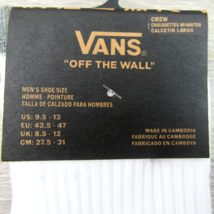 CREW
CHAUSSETTES MI-HAUTES
CALCETIN LARGO
VANS
"OFF THE WALL"
MEN'S SHOE SIZE
HOMME - POINTURE
TALLA DE CALZADO PARA HOMBRES
US: 9.5 - 13
EU: 42.5 - 47
UK: 8.5 - 12
CM: 27.5 - 31
MADE IN CAMBODIA
FABRIQUÉ AU CAMBODGE
FABRICADO EN CAMBOYA